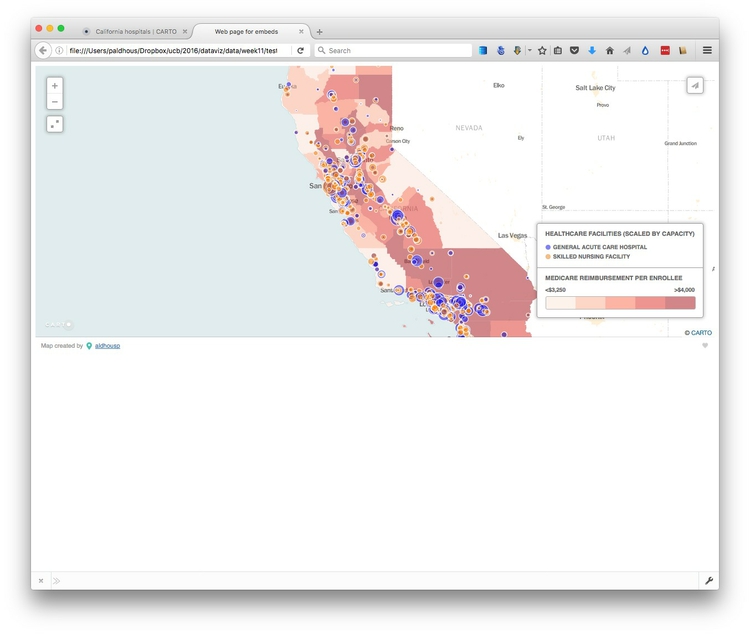 California hospitals | CARTO
Web page for embeds
file:///Users/paldhous/Dropbox/ucb/2016/dataviz/data/week11/test
Search
Elko
Salt Lake City
Provo
Reno
Carson City
NEVADA
Ely
UTAH
Grand Junction
San
St. George
Las Vegas
HEALTHCARE FACILITIES (SCALED BY CAPACITY)
GENERAL ACUTE CARE HOSPITAL
SKILLED NURSING FACILITY
MEDICARE REIMBURSEMENT PER ENROLLEE
<$3,250 >$4,000
© CARTO
Map created by aldhousp